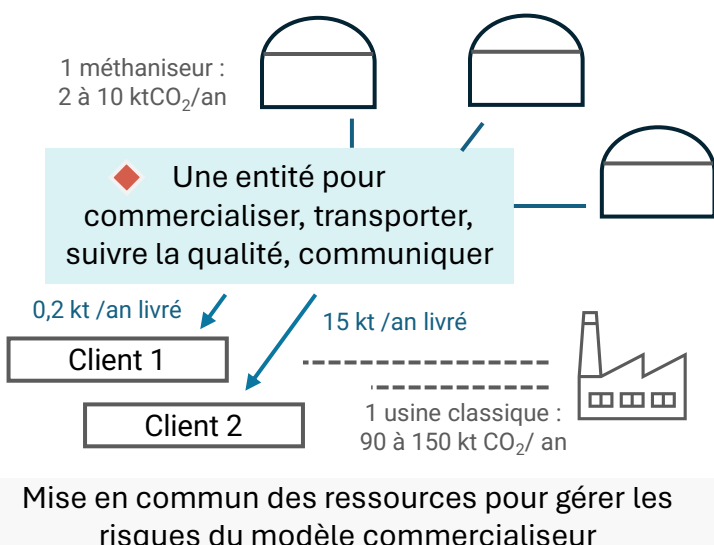 1 méthaniseur :
2 à 10 ktCO₂/an
Une entité pour
commercialiser, transporter,
suivre la qualité, communiquer
0,2 kt /an livré
15 kt /an livré
Client 1
Client 2
1 usine classique :
90 à 150 kt CO₂/ an
Mise en commun des ressources pour gérer les
risques du modèle commercialiseur